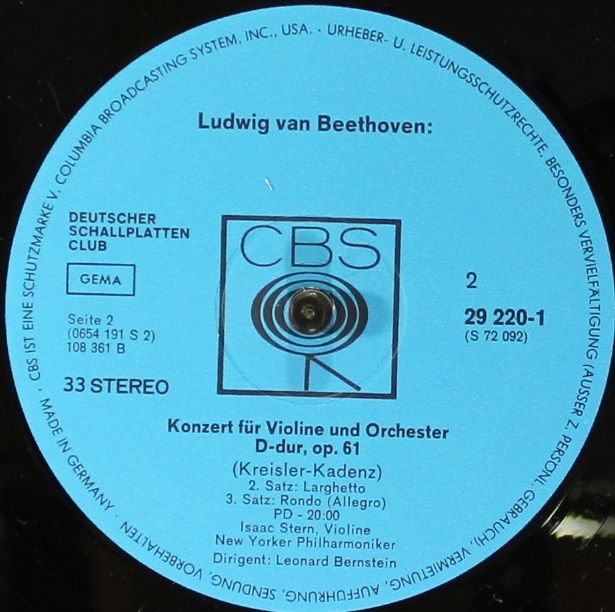 · CBS IST EINE SCHUTZMARKE V. COLUMBIA BROADCASTING SYSTEM, INC., USA. · URHEBER- U. LEISTUNGSSCHUTZRECHTE, BESONDERS VERVIELFÄLTIGUNG (AUSSER Z. PERSÖNL. GEBRAUCH), VERMIETUNG, AUFFÜHRUNG, SENDUNG, VORBEHALTEN · MADE IN GERMANY
Ludwig van Beethoven:
DEUTSCHER
SCHALLPLATTEN
CLUB
GEMA
Seite 2
(0654 191 S 2)
108 361 B
33 STEREO
CBS
2
29 220-1
(S 72 092)
Konzert für Violine und Orchester
D-dur, op. 61
(Kreisler-Kadenz)
2. Satz: Larghetto
3. Satz: Rondo (Allegro)
PD - 20:00
Isaac Stern, Violine
New Yorker Philharmoniker
Dirigent: Leonard Bernstein